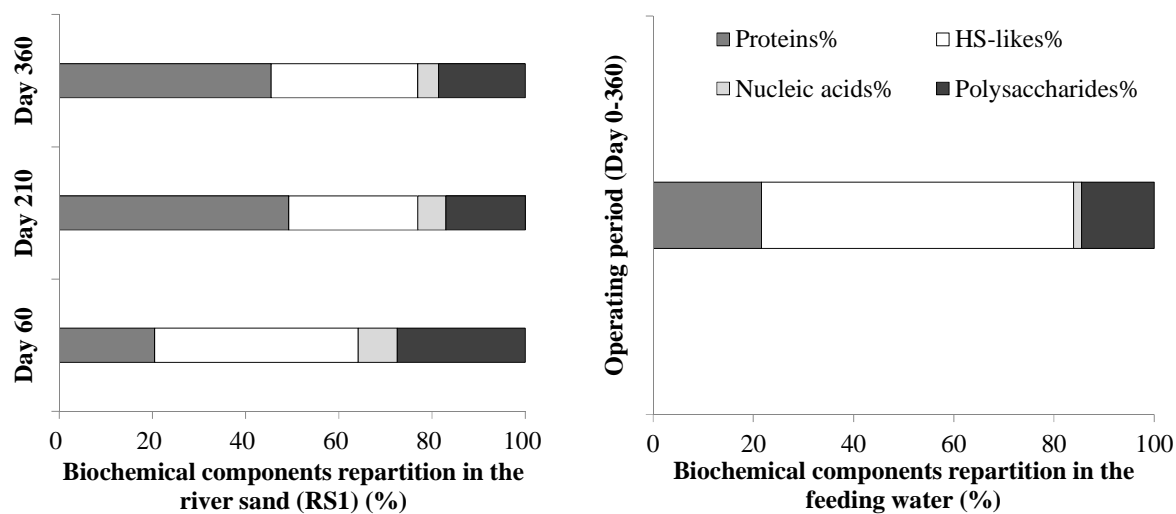 Day 360
Day 210
Day 60
0 20 40 60 80 100
Biochemical components repartition in the
river sand (RS1) (%)
Proteins% HS-likes%
Nucleic acids% Polysaccharides%
Operating period (Day 0-360)
0 20 40 60 80 100
Biochemical components repartition in the
feeding water (%)